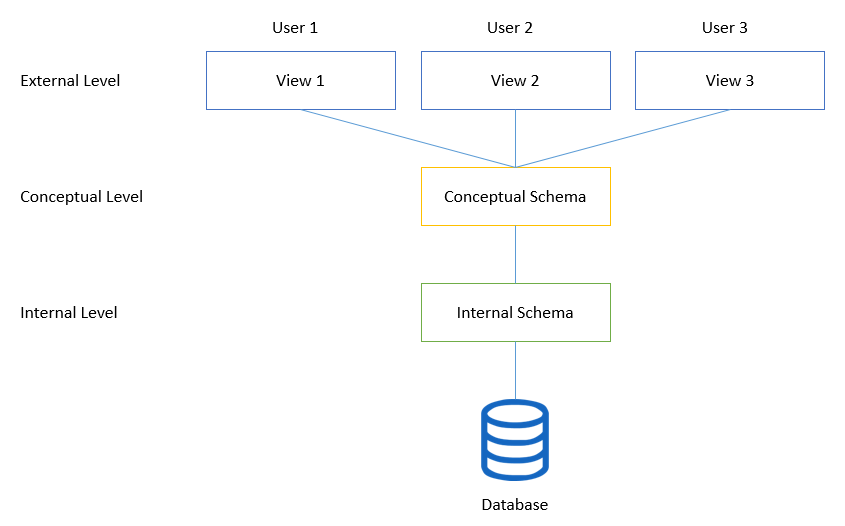 User 1
User 2
User 3
External Level
View 1
View 2
View 3
Conceptual Level
Conceptual Schema
Internal Level
Internal Schema
Database